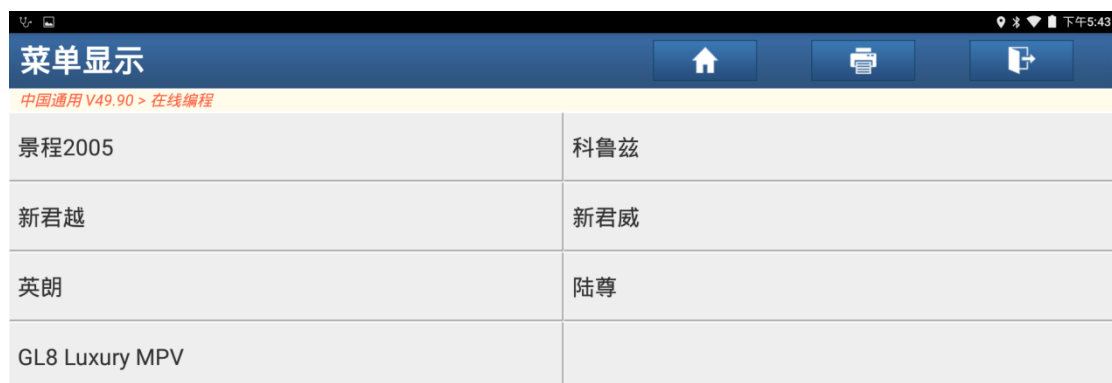 下午5:43
菜单显示
中国通用 V49.90 > 在线编程
景程2005
科鲁兹
新君越
新君威
英朗
陆尊
GL8 Luxury MPV